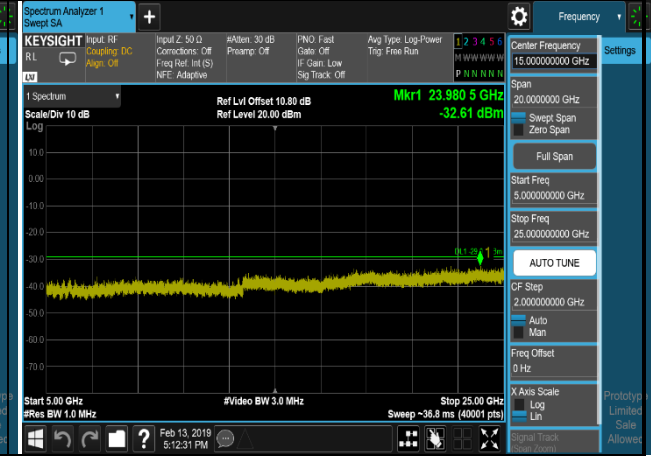 Spectrum Analyzer 1
Swept SA
Frequency
KEYSIGHT
RL
Input: RF
Coupling: DC
Align: Off
Input Z: 50 Ω
Corrections: Off
Freq Ref: Int (S)
NFE: Adaptive
#Atten: 30 dB
Preamp: Off
PNO: Fast
Gate: Off
IF Gain: Low
Sig Track: Off
Avg Type: Log-Power
Trig: Free Run
1 2 3 4 5 6
M W W W W W
P N N N N N
1 Spectrum
Scale/Div 10 dB
Log
Ref Lvl Offset 10.80 dB
Ref Level 20.00 dBm
Mkr1 23.980 5 GHz
-32.61 dBm
10.0
0.00
-10.0
-20.0
-30.0
-40.0
-50.0
-60.0
-70.0
1
Start 5.00 GHz
#Res BW 1.0 MHz
#Video BW 3.0 MHz
Stop 25.00 GHz
Sweep ~36.8 ms (40001 pts)
?
Feb 13, 2019
5:12:31 PM
Center Frequency
15.000000000 GHz
Settings
Span
20.0000000 GHz
Swept Span
Zero Span
Full Span
Start Freq
5.000000000 GHz
Stop Freq
25.000000000 GHz
AUTO TUNE
CF Step
2.000000000 GHz
Auto
Man
Freq Offset
0 Hz
X Axis Scale
Log
Lin
Signal Track
(Span Zoom)
Prototype
Limited
Sale
Allowed